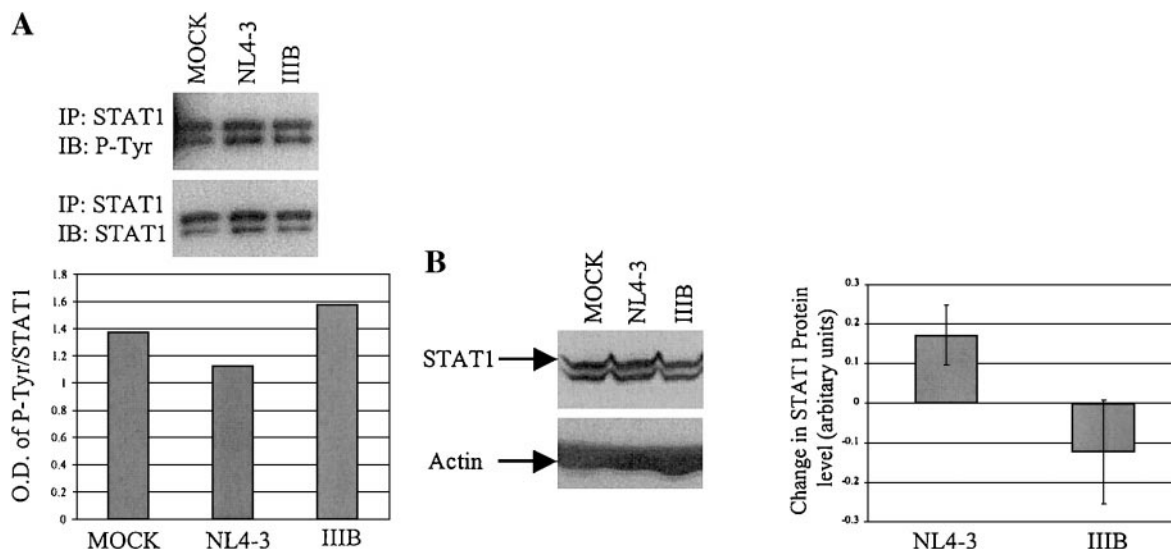 A
MOCK
NL4-3
IIIB
IP: STAT1
IB: P-Tyr
IP: STAT1
IB: STAT1
O.D. of P-Tyr/STAT1
1.8
1.6
1.4
1.2
1
0.8
0.6
0.4
0.2
0
MOCK
NL4-3
IIIB
B
MOCK
NL4-3
IIIB
STAT1
Actin
Change in STAT1 Protein
level (arbitary units)
0.3
0.2
0.1
0
-0.1
-0.2
-0.3
NL4-3
IIIB